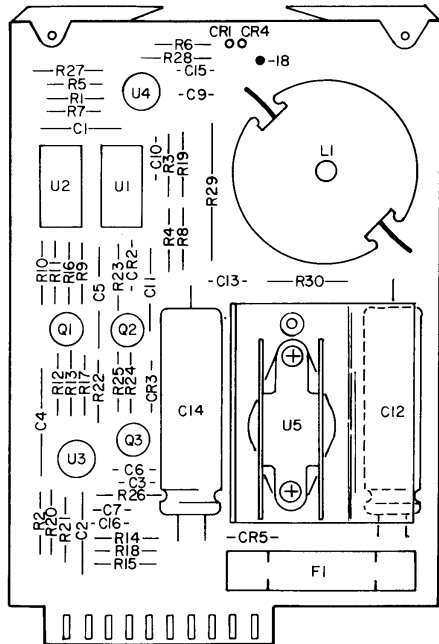 CR1 CR4
R6
R28
-18
R27
C15
R5
U4
R1
C9
R7
C1
U2
U1
C10
R3
R19
R29
L1
R4
R8
R10
R11
R16
R9
C5
R23
CR2
C11
C13
R30
Q1
Q2
C14
U5
C12
R12
R13
R17
R22
R25
R24
CR3
C4
Q3
U3
C6
C3
R26
R2
R20
R21
C2
C7
C16
R14
R18
R15
CR5
F1